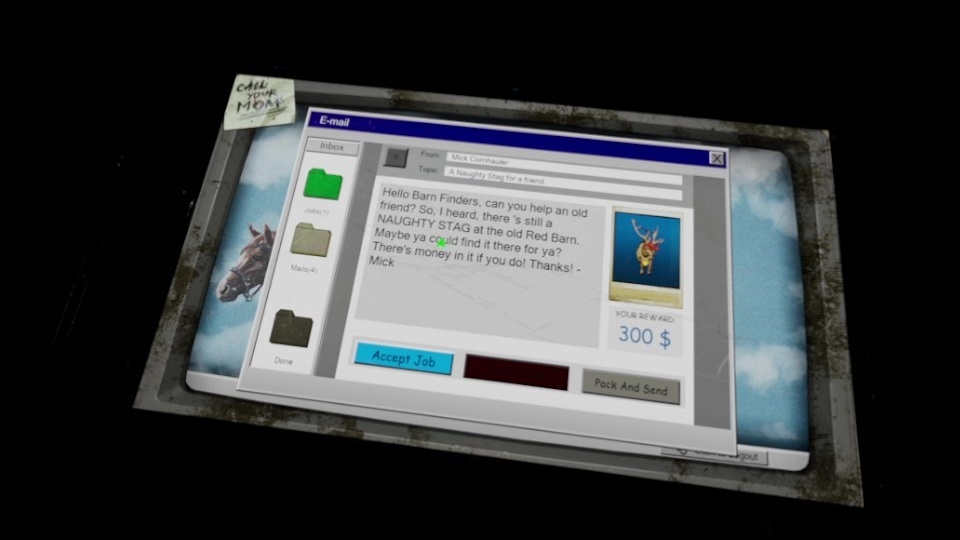 CALL
YOUR
MOM
E-mail
Inbox
From: Mick Cornhauler
Topic: A Naughty Stag for a friend
Jobs(7)
Mails(4)
Done
Hello Barn Finders, can you help an old
friend? So, I heard, there 's still a
NAUGHTY STAG at the old Red Barn.
Maybe ya could find it there for ya?
There's money in it if you do! Thanks! -
Mick
YOUR REWARD:
300 $
Accept Job
Pack And Send
Logout